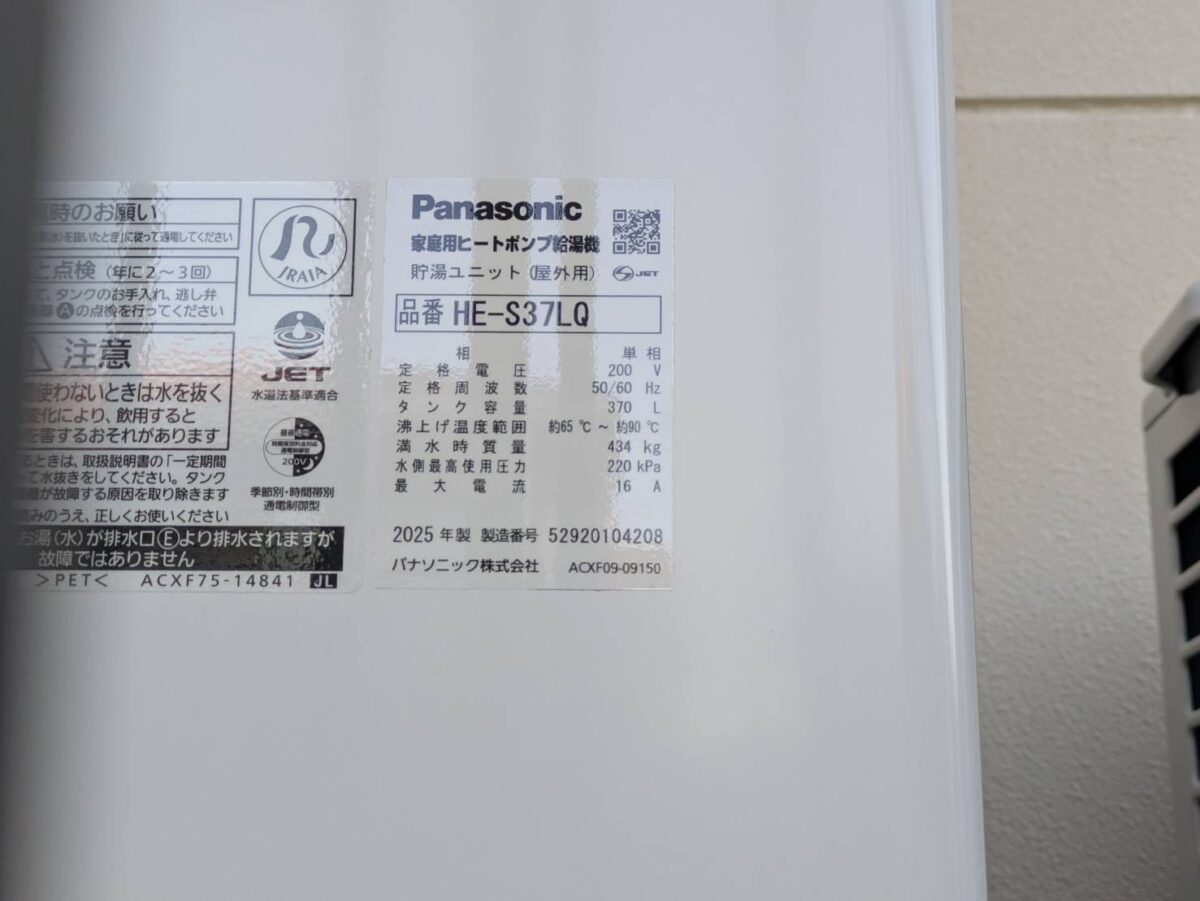 電時のお願い
を抜いたとき」に従って通電してください
と点検 (年に2~3回)
て、タンクのお手入れ、逃し弁
Ⓐの点検を行ってください
注意
使わないときは水を抜く
変化により、飲用すると
を害するおそれがあります
るときは、取扱説明書の「一定期間
て水抜きをしてください。タンク
が故障する原因を取り除きます
読みのうえ、正しくお使いください
お湯(水)が排水口Ⓔより排水されますが
故障ではありません
>PET< ACXF75-14841 JL
JRAIA
JET
水道法基準適合
200V
季節別・時間帯別
通電制御型
Panasonic
家庭用ヒートポンプ給湯機
貯湯ユニット(屋外用) JET
品番 HE-S37LQ
相 単相
定格電圧 200 V
定格周波数 50/60 Hz
タンク容量 370 L
沸上げ温度範囲 約65 ℃ ~ 約90 ℃
満水時質量 434 kg
水側最高使用圧力 220 kPa
最大電流 16 A
2025 年製 製造番号 52920104208
パナソニック株式会社 ACXF09-09150